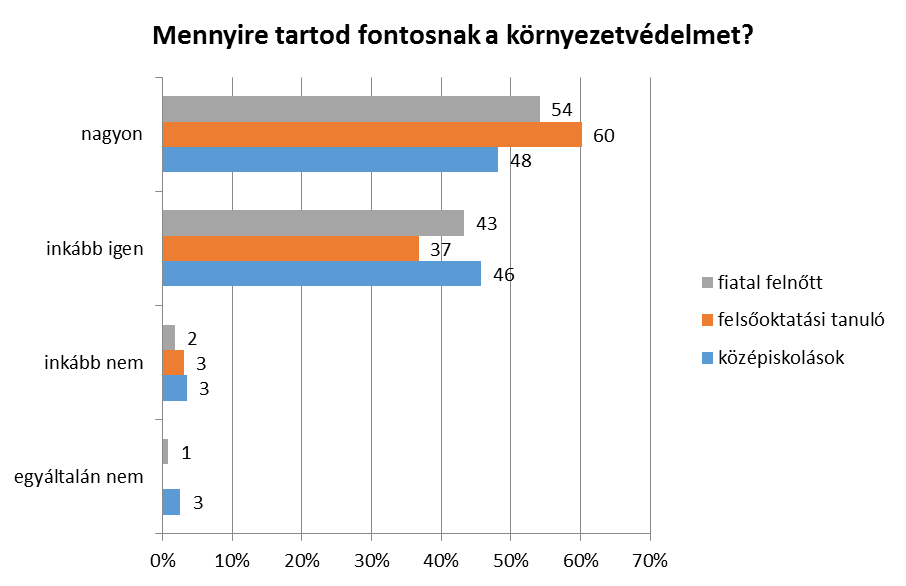 Mennyire tartod fontosnak a környezetvédelmet?
nagyon
54
60
48
inkább igen
43
37
46
inkább nem
2
3
3
egyáltalán nem
1
3
0% 10% 20% 30% 40% 50% 60% 70%
fiatal felnőtt
felsőoktatási tanuló
középiskolások